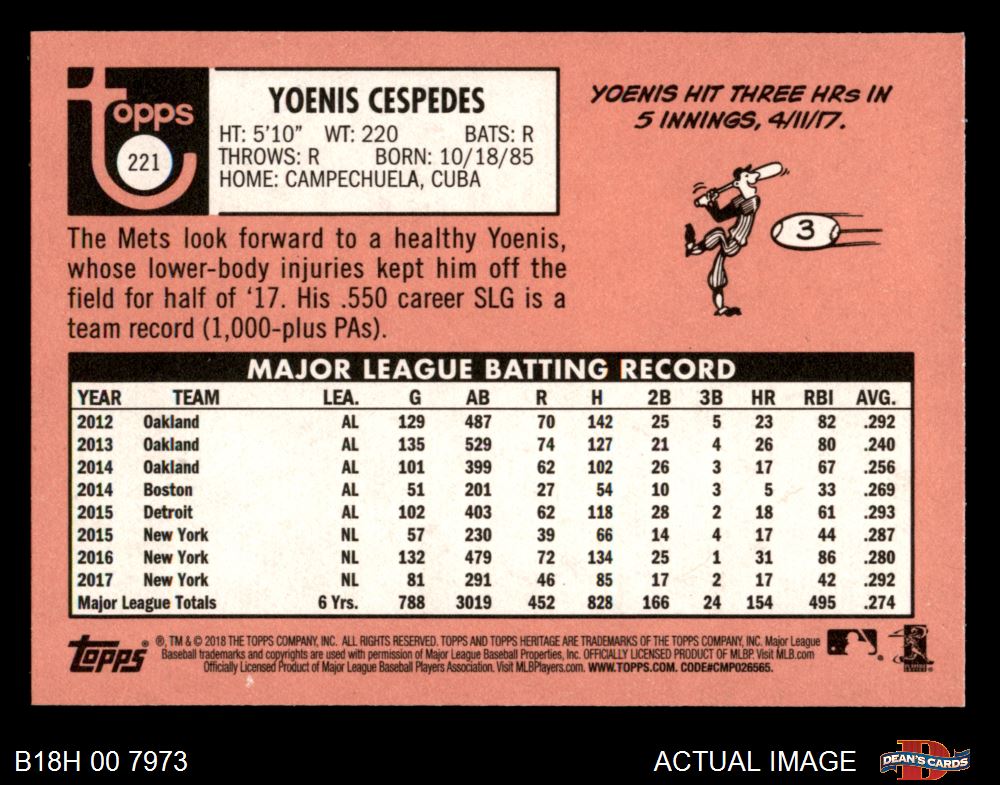 Topps
221
YOENIS CESPEDES
HT: 5'10" WT: 220 BATS: R
THROWS: R BORN: 10/18/85
HOME: CAMPECHUELA, CUBA
YOENIS HIT THREE HRs IN
5 INNINGS, 4/11/17.
3
The Mets look forward to a healthy Yoenis,
whose lower-body injuries kept him off the
field for half of '17. His .550 career SLG is a
team record (1,000-plus PAs).
MAJOR LEAGUE BATTING RECORD
YEAR TEAM LEA. G AB R H 2B 3B HR RBI AVG.
2012 Oakland AL 129 487 70 142 25 5 23 82 .292
2013 Oakland AL 135 529 74 127 21 4 26 80 .240
2014 Oakland AL 101 399 62 102 26 3 17 67 .256
2014 Boston AL 51 201 27 54 10 3 5 33 .269
2015 Detroit AL 102 403 62 118 28 2 18 61 .293
2015 New York NL 57 230 39 66 14 4 17 44 .287
2016 New York NL 132 479 72 134 25 1 31 86 .280
2017 New York NL 81 291 46 85 17 2 17 42 .292
Major League Totals 6 Yrs. 788 3019 452 828 166 24 154 495 .274
Topps ®, TM & © 2018 THE TOPPS COMPANY, INC. ALL RIGHTS RESERVED. TOPPS AND TOPPS HERITAGE ARE TRADEMARKS OF THE TOPPS COMPANY, INC. Major League
Baseball trademarks and copyrights are used with permission of Major League Baseball Properties, Inc. OFFICIALLY LICENSED PRODUCT OF MLBP. Visit MLB.com
Officially Licensed Product of Major League Baseball Players Association. Visit MLBPlayers.com. WWW.TOPPS.COM. CODE#CMP026565.
B18H 00 7973
ACTUAL IMAGE
DEAN'S CARDS